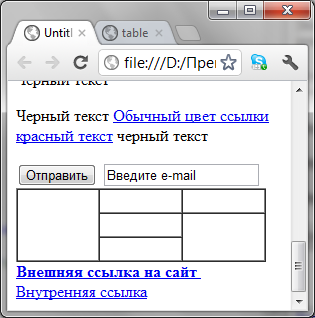 Untitl
table
file:///D:/Пре
черный текст
Черный текст Обычный цвет ссылки
красный текст черный текст
Отправить Введите e-mail
Внешняя ссылка на сайт
Внутренняя ссылка